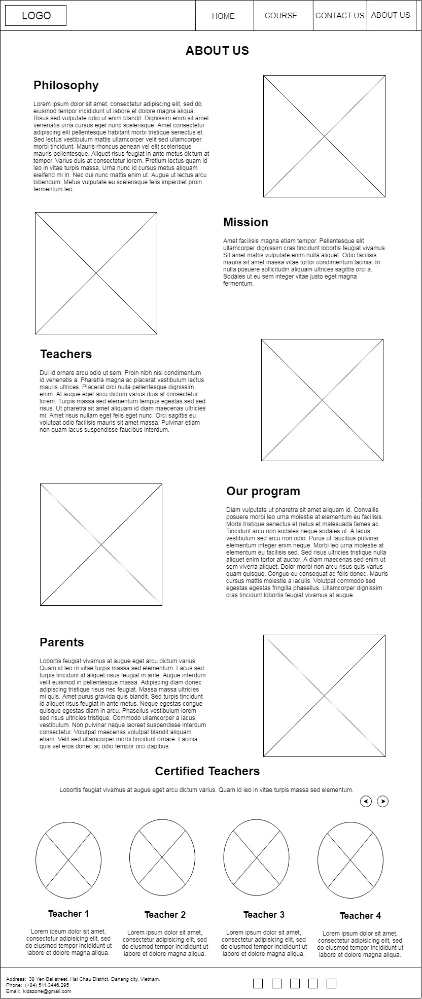 LOGO
HOME
COURSE
CONTACT US
ABOUT US
ABOUT US
Philosophy
Lorem ipsum dolor sit amet, consectetur adipiscing elit, sed do
eiusmod tempor incididunt ut labore et dolore magna aliqua.
Risus sed vulputate odio ut enim blandit. Dignissim enim sit amet
venenatis urna cursus eget nunc scelerisque. Amet consectetur
adipiscing elit pellentesque habitant morbi tristique senectus et.
Sed lectus vestibulum mattis ullamcorper velit sed ullamcorper
morbi tincidunt. Mauris rhoncus aenean vel elit scelerisque
mauris pellentesque. Aliquet risus feugiat in ante metus dictum at
tempor. Varius duis at consectetur lorem. Pretium lectus quam id
leo in vitae turpis massa. Urna nunc id cursus metus aliquam
eleifend mi in. Nec dui nunc mattis enim ut. Augue ut lectus arcu
bibendum. Metus vulputate eu scelerisque felis imperdiet proin
fermentum leo.
Mission
Amet facilisis magna etiam tempor. Pellentesque elit
ullamcorper dignissim cras tincidunt lobortis feugiat vivamus.
Sit amet mattis vulputate enim nulla aliquet. Odio facilisis
mauris sit amet massa vitae tortor condimentum lacinia. In
nulla posuere sollicitudin aliquam ultrices sagittis orci a.
Sodales ut eu sem integer vitae justo eget magna
fermentum.
Teachers
Dui id ornare arcu odio ut sem. Proin nibh nisl condimentum
id venenatis a. Pharetra magna ac placerat vestibulum lectus
mauris ultrices. Placerat orci nulla pellentesque dignissim
enim. At augue eget arcu dictum varius duis at consectetur
lorem. Turpis massa sed elementum tempus egestas sed sed
risus. Ut pharetra sit amet aliquam id diam maecenas ultricies
mi. Amet risus nullam eget felis eget nunc. Orci sagittis eu
volutpat odio facilisis mauris sit amet massa. Pulvinar etiam
non quam lacus suspendisse faucibus interdum.
Our program
Diam vulputate ut pharetra sit amet aliquam id. Convallis
posuere morbi leo urna molestie at elementum eu facilisis.
Morbi tristique senectus et netus et malesuada fames ac.
Tincidunt arcu non sodales neque sodales ut. A lacus
vestibulum sed arcu non odio. Purus ut faucibus pulvinar
elementum integer enim neque. Morbi leo urna molestie at
elementum eu facilisis sed. Sed risus ultricies tristique nulla
aliquet enim tortor at auctor. A diam maecenas sed enim ut
sem viverra aliquet. Dolor morbi non arcu risus quis varius
quam quisque. Congue eu consequat ac felis donec. Mauris
cursus mattis molestie a iaculis. Volutpat commodo sed
egestas egestas fringilla phasellus. Ullamcorper dignissim
cras tincidunt lobortis feugiat vivamus at augue.
Parents
Lobortis feugiat vivamus at augue eget arcu dictum varius.
Quam id leo in vitae turpis massa sed elementum. Lacus sed
turpis tincidunt id aliquet risus feugiat in ante. Augue interdum
velit euismod in pellentesque massa. Adipiscing diam donec
adipiscing tristique risus nec feugiat. Massa massa ultricies
mi quis. Amet purus gravida quis blandit. Sed turpis tincidunt
id aliquet risus feugiat in ante metus. Neque egestas congue
quisque egestas diam in arcu. Phasellus vestibulum lorem
sed risus ultricies tristique. Commodo ullamcorper a lacus
vestibulum. Non pulvinar neque laoreet suspendisse interdum
consectetur. Volutpat maecenas volutpat blandit aliquam
etiam. Velit sed ullamcorper morbi tincidunt ornare. Lacinia
quis vel eros donec ac odio tempor orci dapibus.
Certified Teachers
Lobortis feugiat vivamus at augue eget arcu dictum varius. Quam id leo in vitae turpis massa sed elementum.
Teacher 1
Lorem ipsum dolor sit amet,
consectetur adipisicing elit, sed
do eiusmod tempor incididunt ut
labore et dolore magna aliqua.
Teacher 2
Lorem ipsum dolor sit amet,
consectetur adipisicing elit, sed
do eiusmod tempor incididunt ut
labore et dolore magna aliqua.
Teacher 3
Lorem ipsum dolor sit amet,
consectetur adipisicing elit, sed
do eiusmod tempor incididunt ut
labore et dolore magna aliqua.
Teacher 4
Lorem ipsum dolor sit amet,
consectetur adipisicing elit, sed
do eiusmod tempor incididunt ut
labore et dolore magna aliqua.
Address: 38 Yen Bai street, Hai Chau District, Danang city, Vietnam.
Phone: (+84) 511.3446.295
Email: kidszone@gmail.com